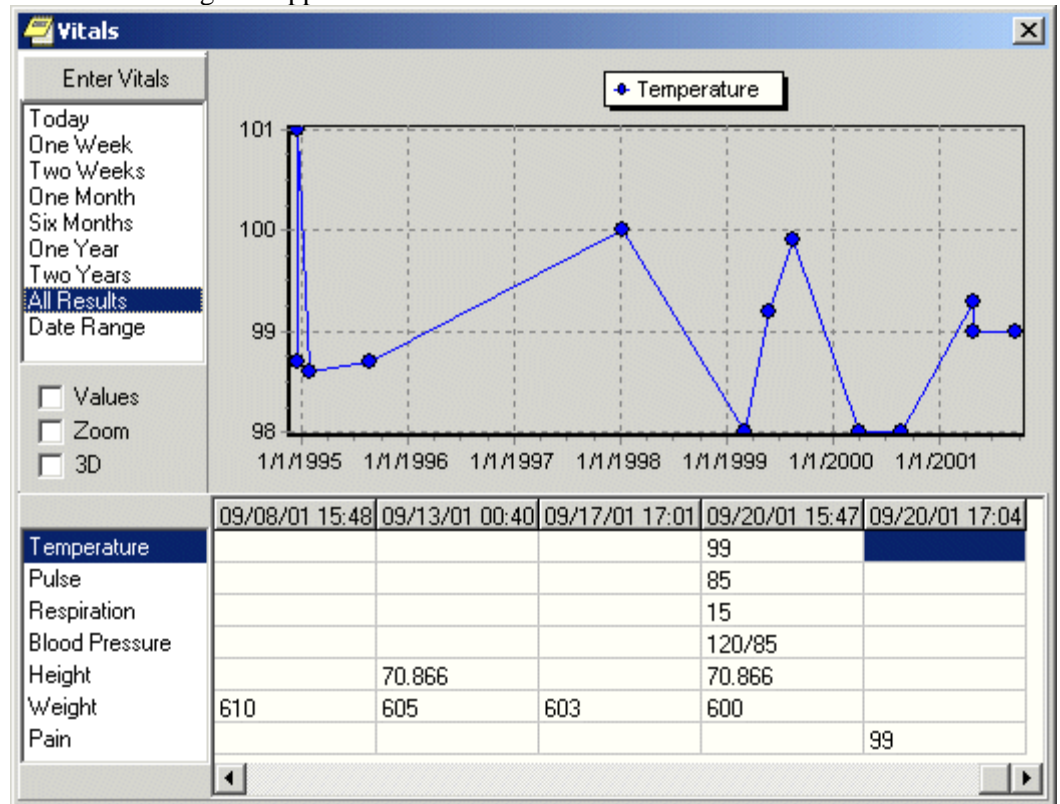 Vitals
Enter Vitals
Today
One Week
Two Weeks
One Month
Six Months
One Year
Two Years
All Results
Date Range
Values
Zoom
3D
Temperature
101
100
99
98
1/1/1995 1/1/1996 1/1/1997 1/1/1998 1/1/1999 1/1/2000 1/1/2001
09/08/01 15:48 09/13/01 00:40 09/17/01 17:01 09/20/01 15:47 09/20/01 17:04
Temperature 99
Pulse 85
Respiration 15
Blood Pressure 120/85
Height 70.866 70.866
Weight 610 605 603 600
Pain 99